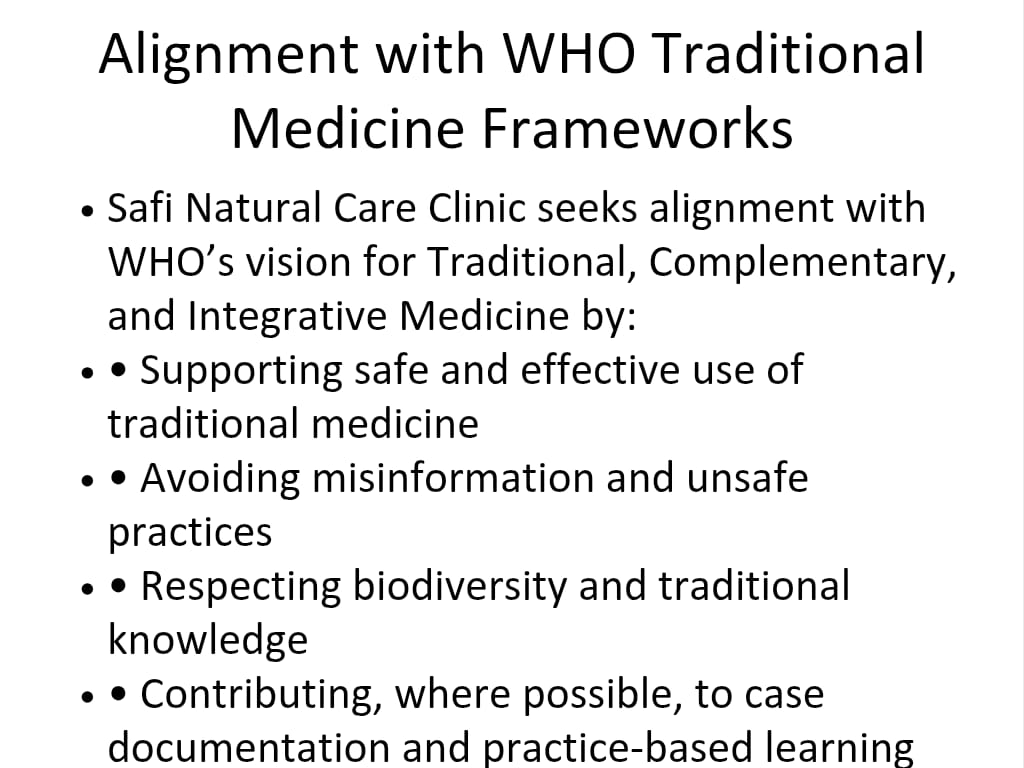 Alignment with WHO Traditional
Medicine Frameworks
• Safi Natural Care Clinic seeks alignment with
WHO’s vision for Traditional, Complementary,
and Integrative Medicine by:
• • Supporting safe and effective use of
traditional medicine
• • Avoiding misinformation and unsafe
practices
• • Respecting biodiversity and traditional
knowledge
• • Contributing, where possible, to case
documentation and practice-based learning